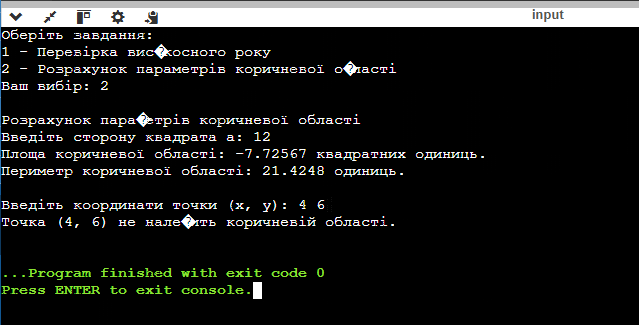 input
Оберіть завдання:
1 - Перевірка вис�косного року
2 - Розрахунок параметрів коричневої о�ласті
Ваш вибір: 2
Розрахунок пара�етрів коричневої області
Введіть сторону квадрата a: 12
Площа коричневої області: -7.72567 квадратних одиниць.
Периметр коричневої області: 21.4248 одиниць.
Введіть координати точки (x, y): 4 6
Точка (4, 6) не нале�ить коричневій області.
...Program finished with exit code 0
Press ENTER to exit console.